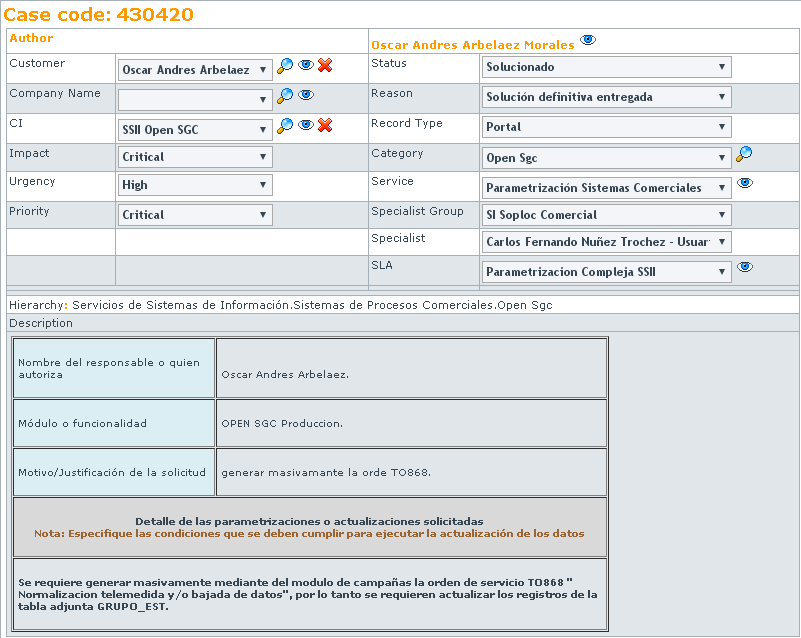 Case code: 430420
Author
Oscar Andres Arbelaez Morales
Customer
Oscar Andres Arbelaez
Status
Solucionado
Company Name
Reason
Solución definitiva entregada
CI
SSII Open SGC
Record Type
Portal
Impact
Critical
Category
Open Sgc
Urgency
High
Service
Parametrización Sistemas Comerciales
Priority
Critical
Specialist Group
SI Soploc Comercial
Specialist
Carlos Fernando Nuñez Trochez - Usuar
SLA
Parametrizacion Compleja SSII
Hierarchy: Servicios de Sistemas de Información.Sistemas de Procesos Comerciales.Open Sgc
Description
Nombre del responsable o quien
autoriza
Oscar Andres Arbelaez.
Módulo o funcionalidad
OPEN SGC Produccion.
Motivo/Justificación de la solicitud
generar masivamante la orde TO868.
Detalle de las parametrizaciones o actualizaciones solicitadas
Nota: Especifique las condiciones que se deben cumplir para ejecutar la actualización de los datos
Se requiere generar masivamente mediante del modulo de campañas la orden de servicio TO868 "
Normalizacion telemedida y/o bajada de datos", por lo tanto se requieren actualizar los registros de la
tabla adjunta GRUPO_EST.